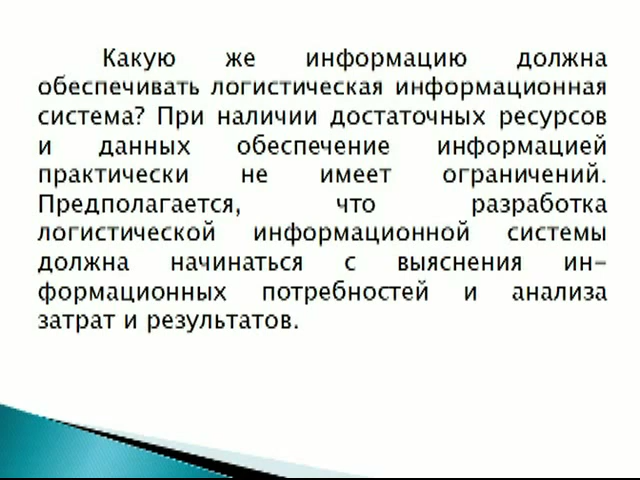 Какую же информацию должна
обеспечивать логистическая информационная
система? При наличии достаточных ресурсов
и данных обеспечение информацией
практически не имеет ограничений.
Предполагается, что разработка
логистической информационной системы
должна начинаться с выяснения ин-
формационных потребностей и анализа
затрат и результатов.